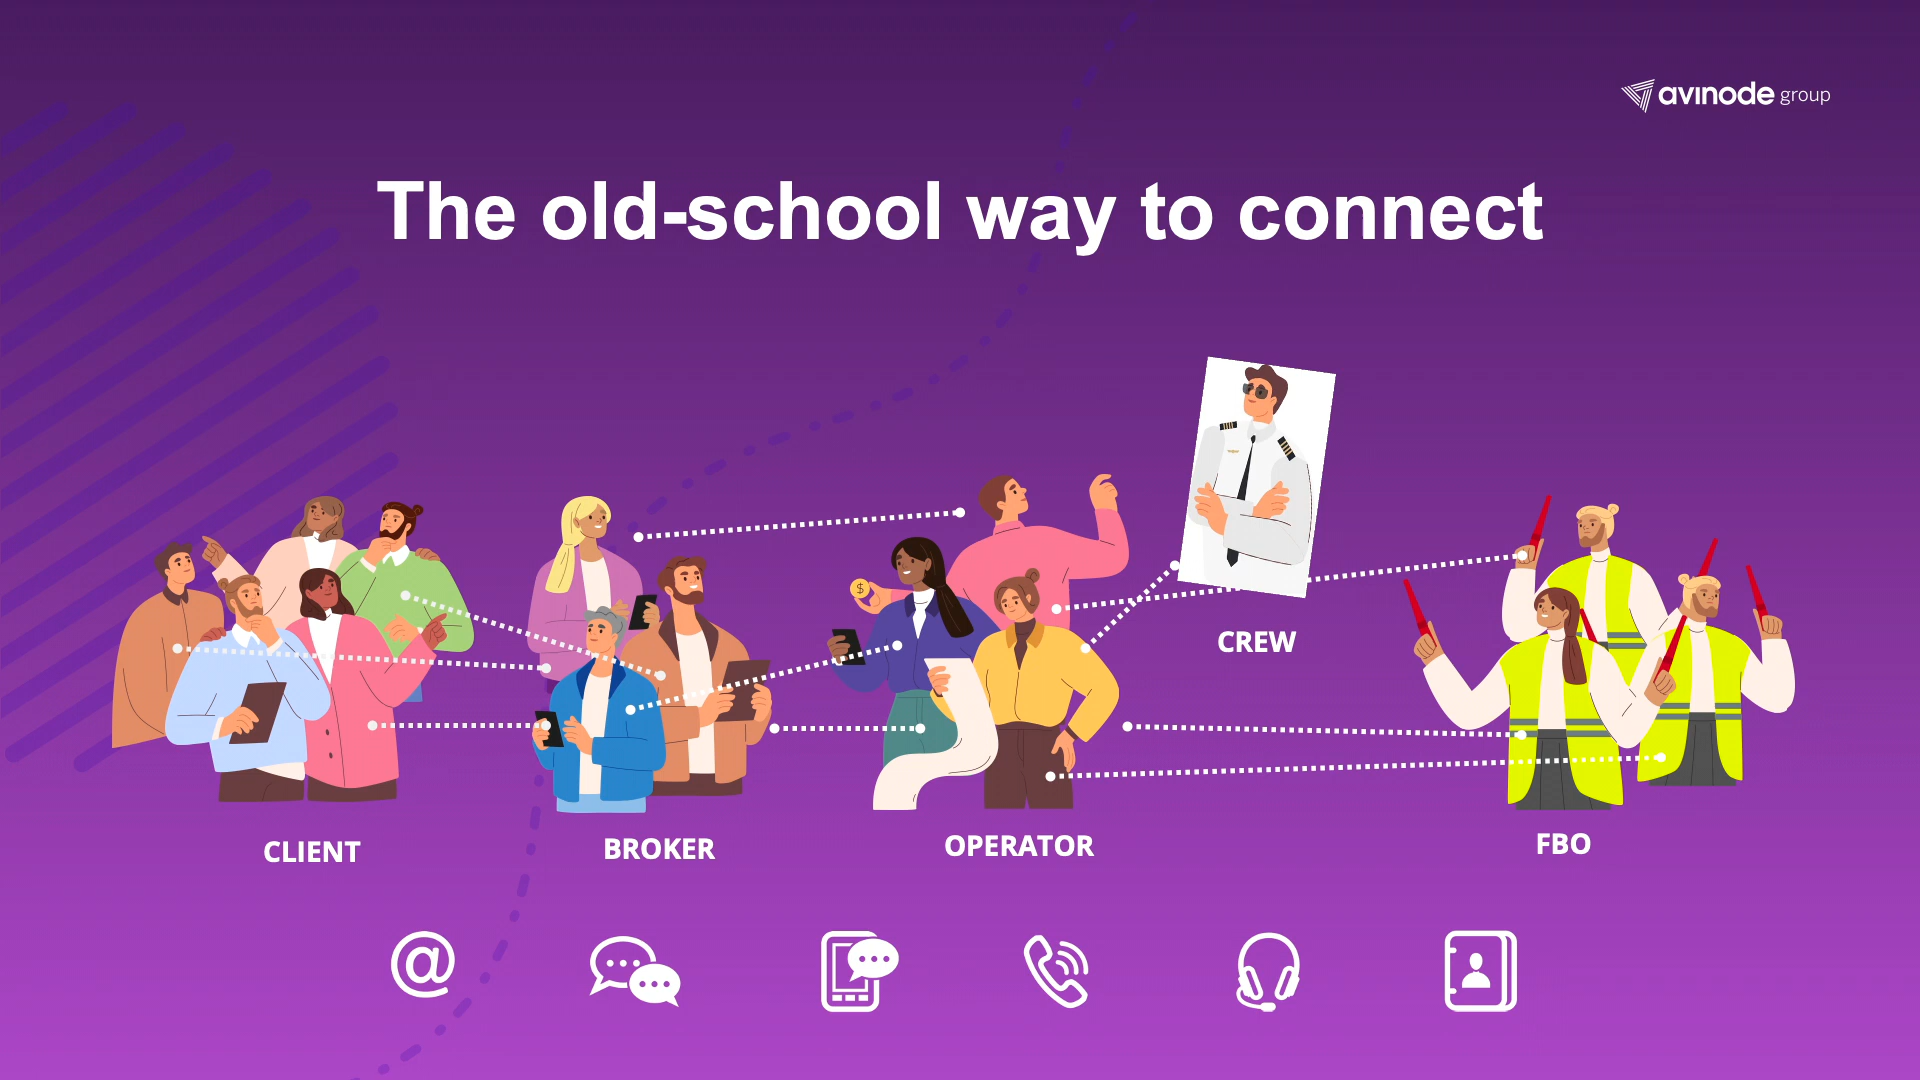 avinode group
The old-school way to connect
CREW
CLIENT
BROKER
OPERATOR
FBO